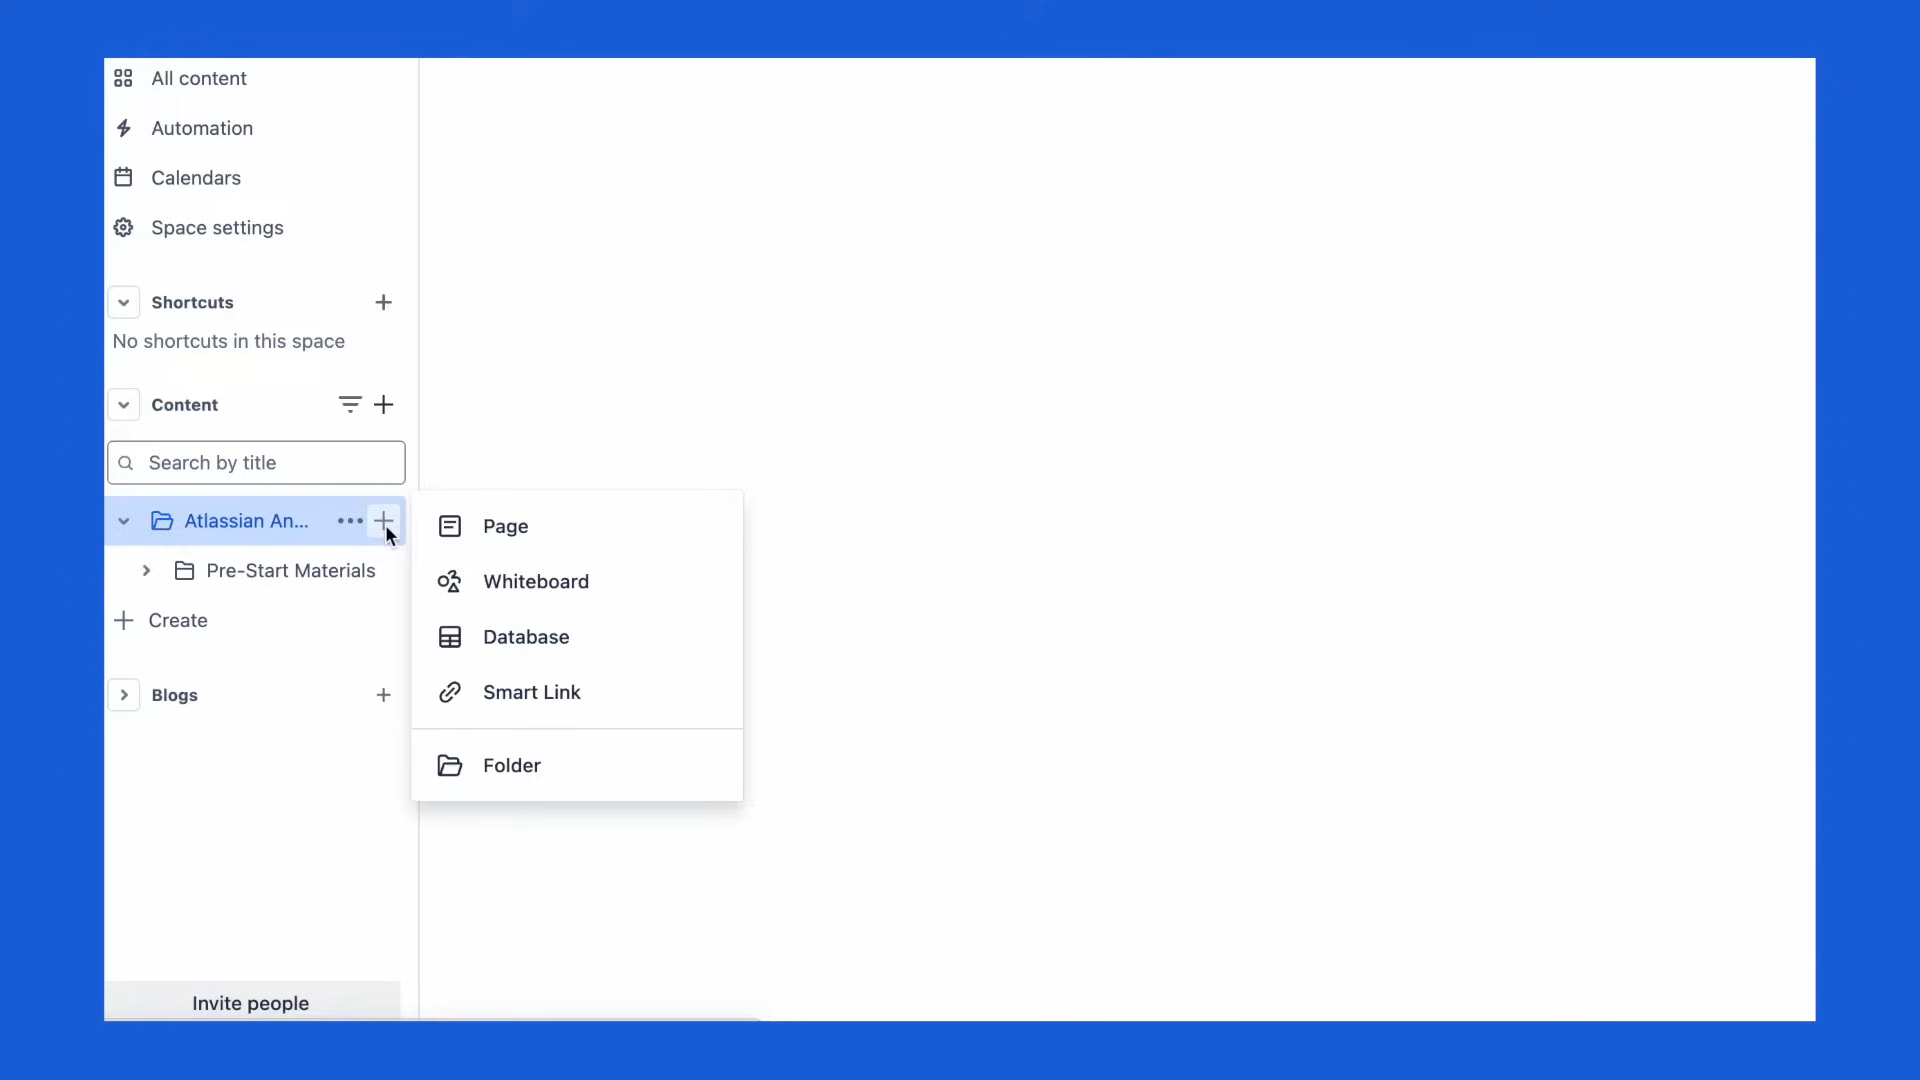 All content
Automation
Calendars
Space settings
Shortcuts
No shortcuts in this space
Content
Search by title
Atlassian An...
Pre-Start Materials
Create
Blogs
Page
Whiteboard
Database
Smart Link
Folder
Invite people